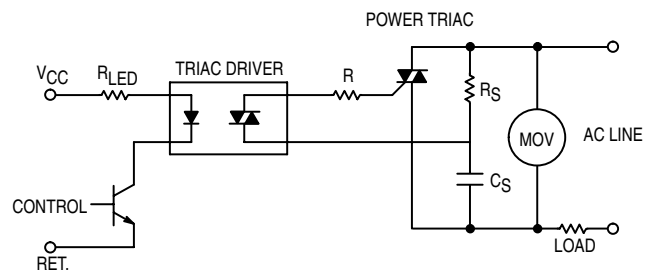 POWER TRIAC
VCC
RLED
TRIAC DRIVER
R
RS
MOV
AC LINE
CS
CONTROL
LOAD
RET.